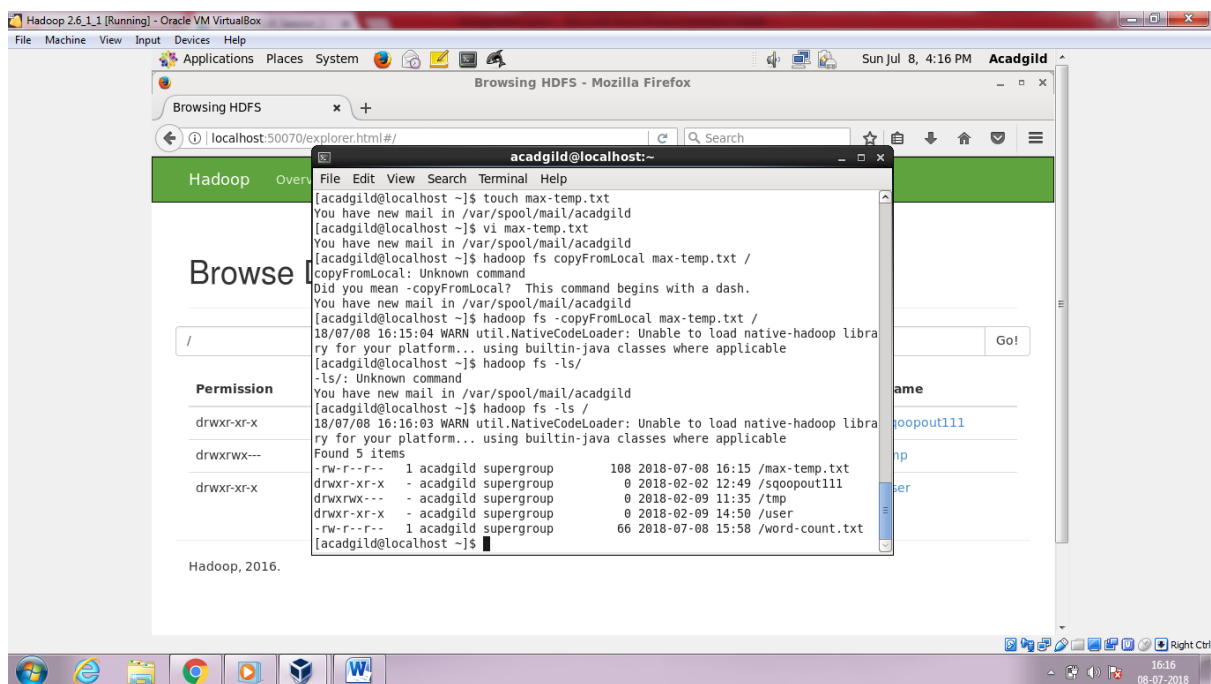 Hadoop 2.6_1_1 [Running] - Oracle VM VirtualBox
File Machine View Input Devices Help
Applications Places System Sun Jul 8, 4:16 PM Acadgild
Browsing HDFS - Mozilla Firefox
Browsing HDFS
localhost:50070/explorer.html#/ Search
acadgild@localhost:~
Hadoop Overv
File Edit View Search Terminal Help
[acadgild@localhost ~]$ touch max-temp.txt
You have new mail in /var/spool/mail/acadgild
[acadgild@localhost ~]$ vi max-temp.txt
You have new mail in /var/spool/mail/acadgild
[acadgild@localhost ~]$ hadoop fs copyFromLocal max-temp.txt /
copyFromLocal: Unknown command
Did you mean -copyFromLocal?  This command begins with a dash.
You have new mail in /var/spool/mail/acadgild
[acadgild@localhost ~]$ hadoop fs -copyFromLocal max-temp.txt /
18/07/08 16:15:04 WARN util.NativeCodeLoader: Unable to load native-hadoop libra
ry for your platform... using builtin-java classes where applicable
[acadgild@localhost ~]$ hadoop fs -ls/
-ls/: Unknown command
You have new mail in /var/spool/mail/acadgild
[acadgild@localhost ~]$ hadoop fs -ls /
18/07/08 16:16:03 WARN util.NativeCodeLoader: Unable to load native-hadoop libra
ry for your platform... using builtin-java classes where applicable
Found 5 items
-rw-r--r--   1 acadgild supergroup        108 2018-07-08 16:15 /max-temp.txt
drwxr-xr-x   - acadgild supergroup          0 2018-02-02 12:49 /sqoopout111
drwxrwx---   - acadgild supergroup          0 2018-02-09 11:35 /tmp
drwxr-xr-x   - acadgild supergroup          0 2018-02-09 14:50 /user
-rw-r--r--   1 acadgild supergroup         66 2018-07-08 15:58 /word-count.txt
[acadgild@localhost ~]$
Browse
/ Go!
Permission ame
drwxr-xr-x qoopout111
drwxrwx--- mp
drwxr-xr-x ser
Hadoop, 2016.
Right Ctrl
16:16
08-07-2018